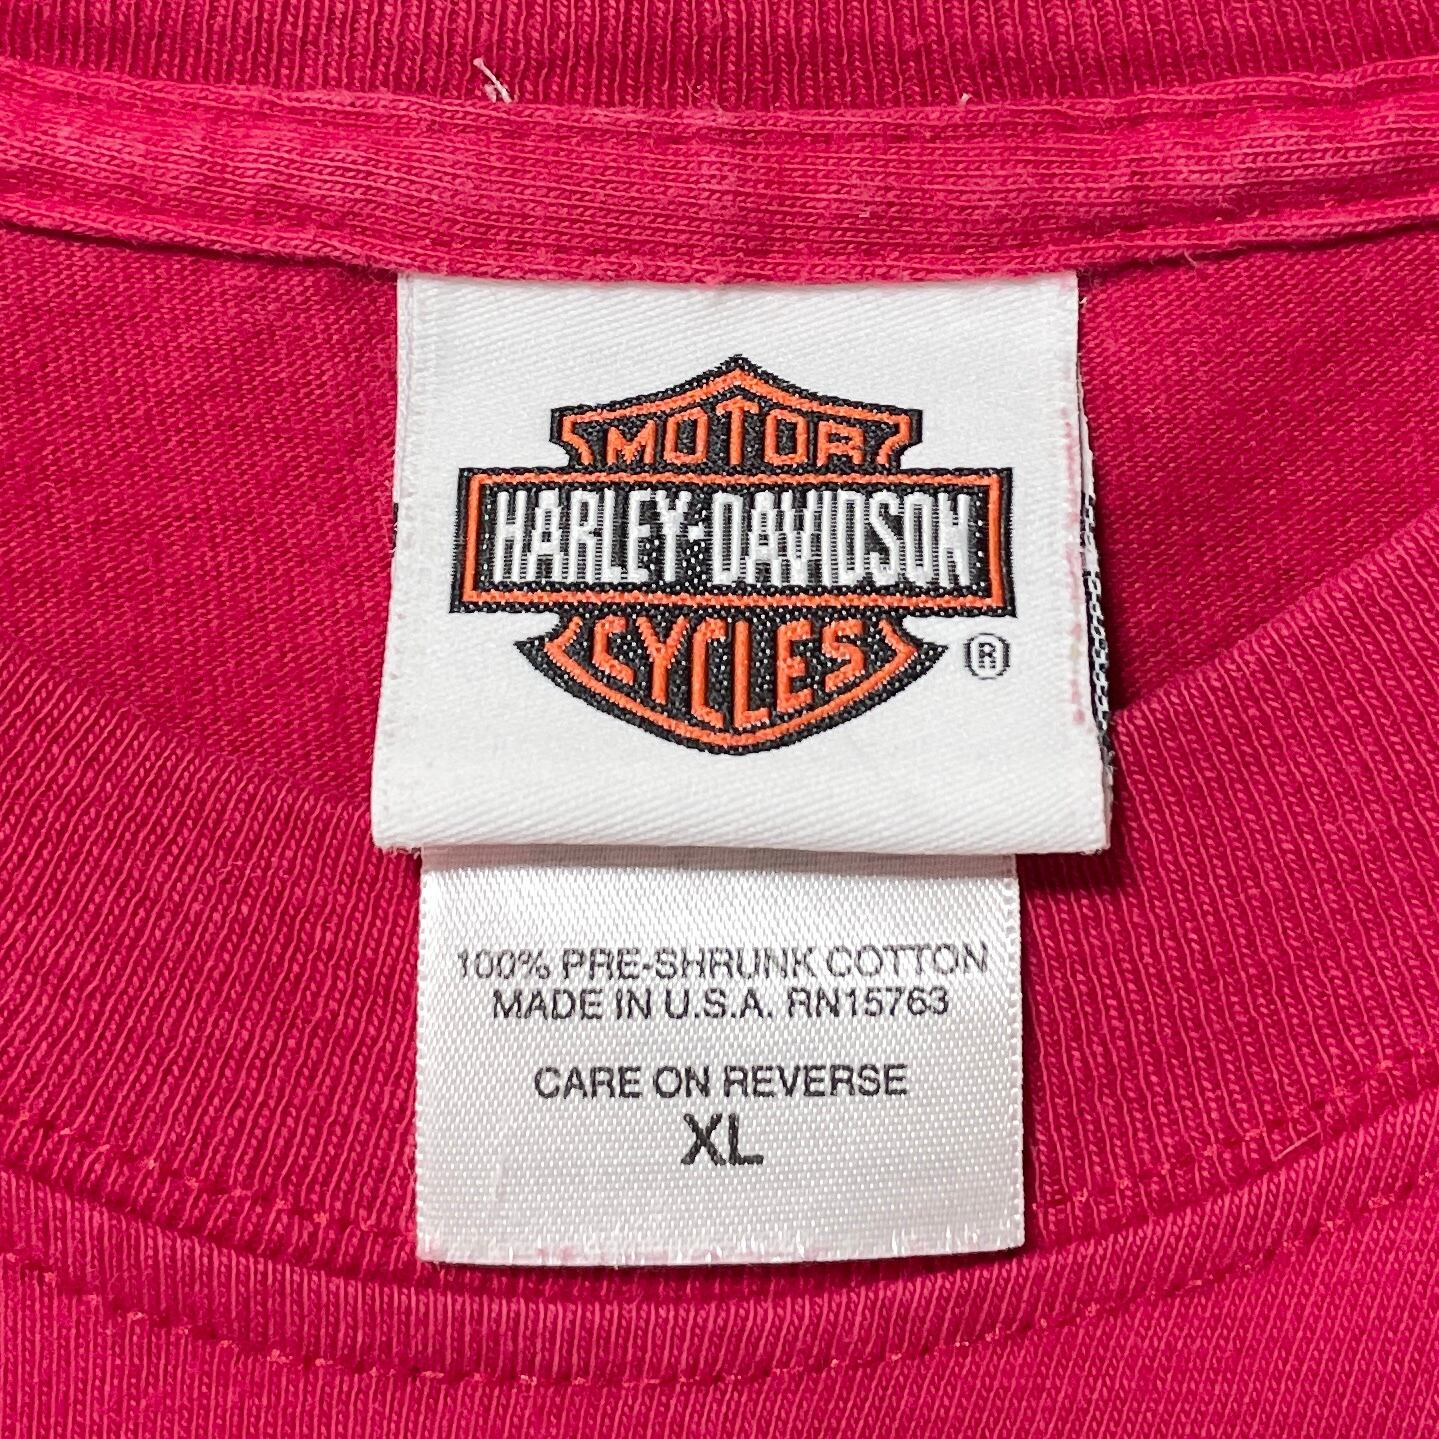 MOTOR
HARLEY-DAVIDSON
CYCLES
®
100% PRE-SHRUNK COTTON
MADE IN U.S.A. RN15763
CARE ON REVERSE
XL